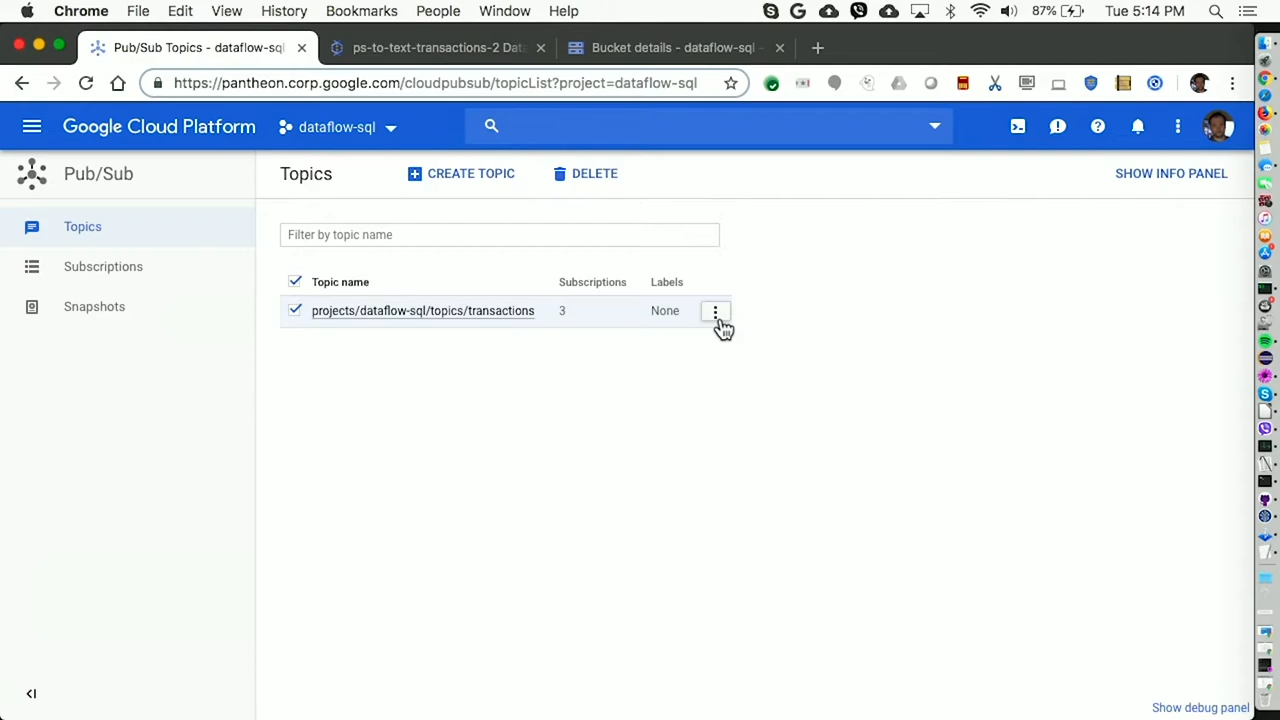 Chrome File Edit View History Bookmarks People Window Help 87% Tue 5:14 PM
Pub/Sub Topics - dataflow-sql ps-to-text-transactions-2 Dat Bucket details - dataflow-sql -
https://pantheon.corp.google.com/cloudpubsub/topicList?project=dataflow-sql
Google Cloud Platform dataflow-sql
Pub/Sub Topics CREATE TOPIC DELETE SHOW INFO PANEL
Topics
Filter by topic name
Subscriptions
Topic name Subscriptions Labels
Snapshots
projects/dataflow-sql/topics/transactions 3 None
Show debug panel